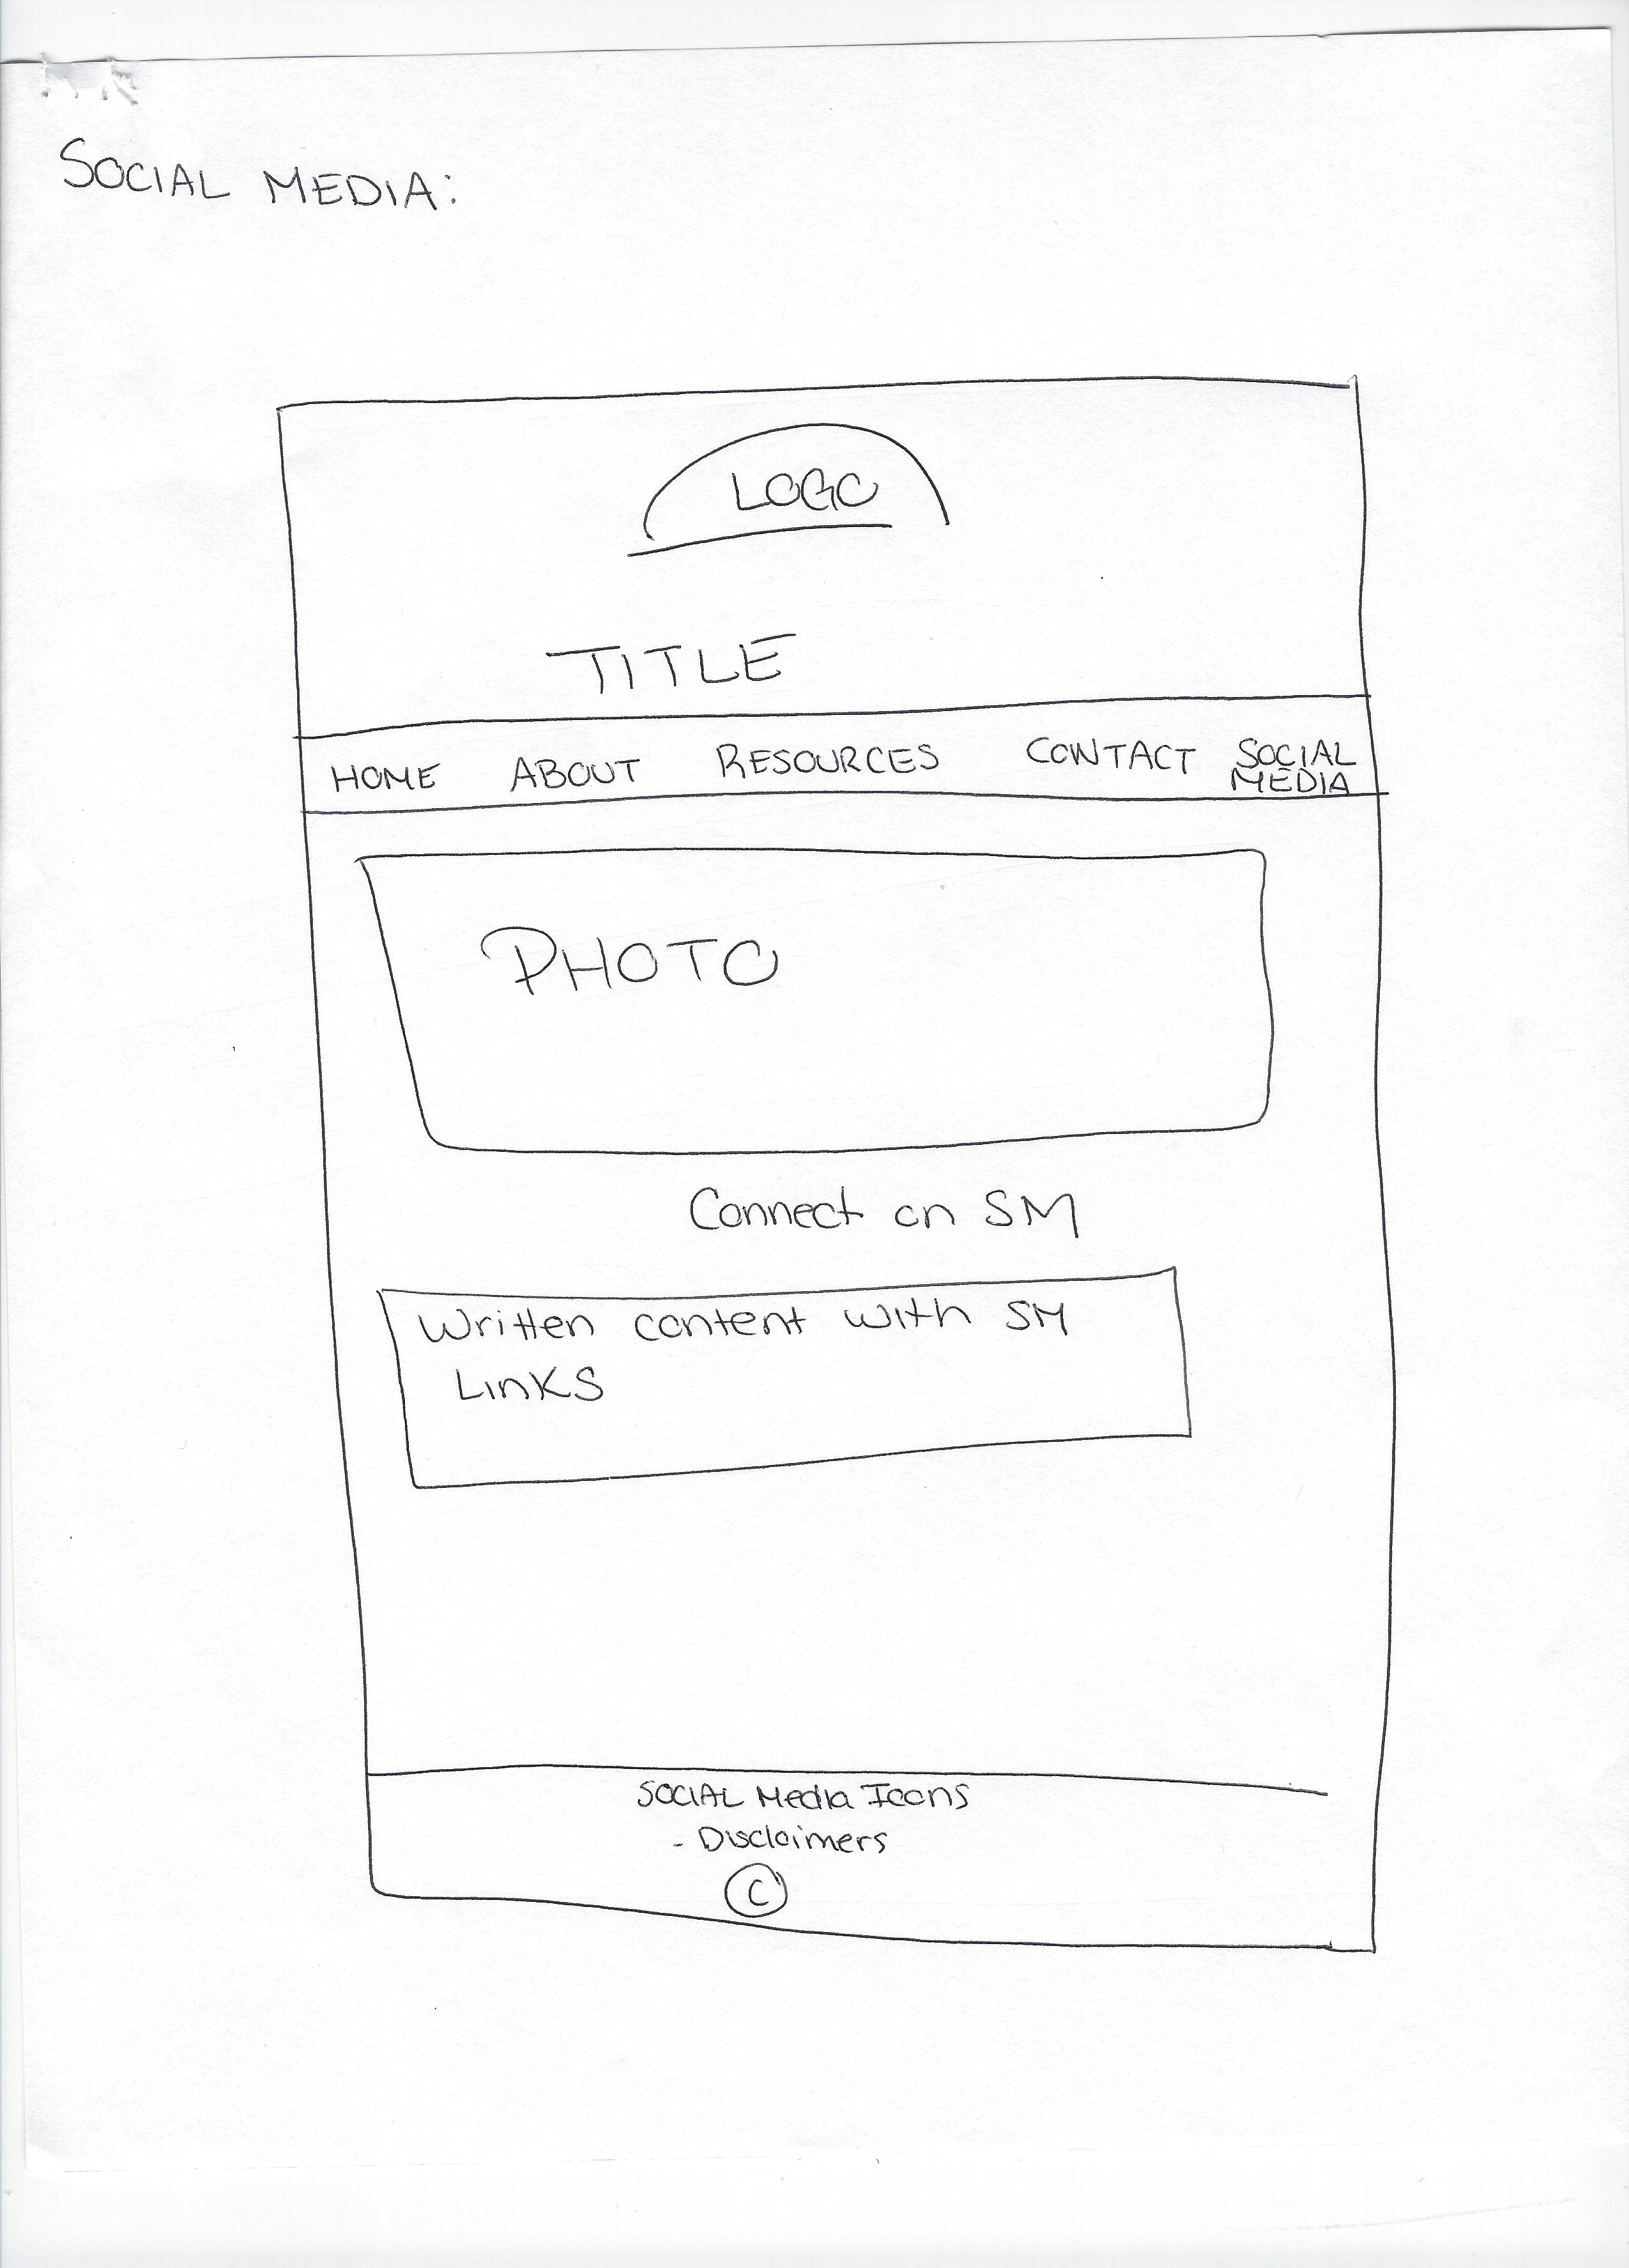 SOCIAL MEDIA:
LOGO
TITLE
HOME ABOUT RESOURCES CONTACT SOCIAL MEDIA
PHOTO
Connect on SM
Written content with SM
LINKS
SOCIAL Media Icons
- Disclaimers
©